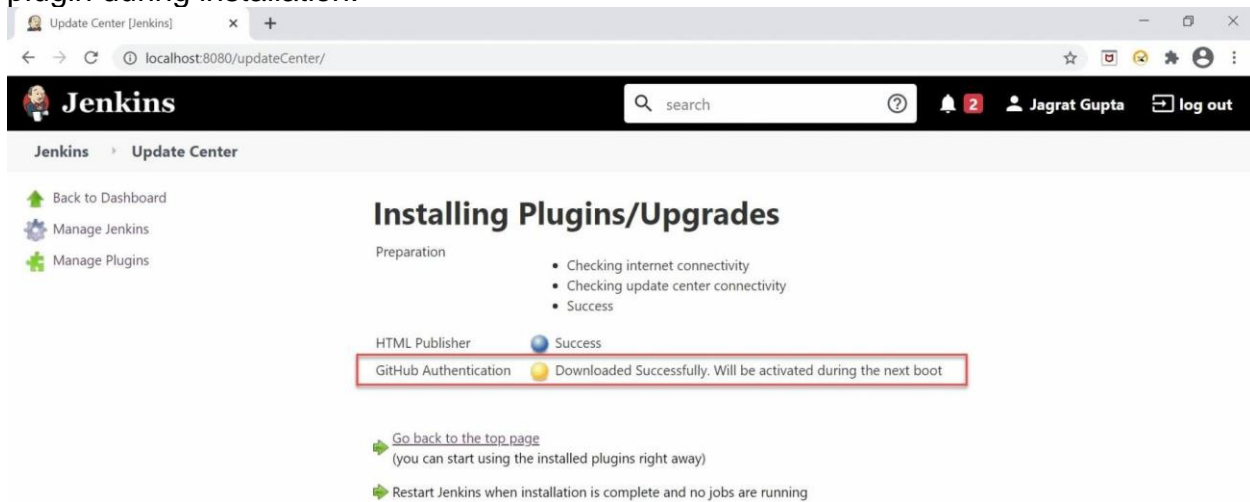 plugin during installation.
Update Center [Jenkins]
localhost:8080/updateCenter/
Jenkins search 2 Jagrat Gupta log out
Jenkins Update Center
Back to Dashboard
Manage Jenkins
Manage Plugins
Installing Plugins/Upgrades
Preparation
• Checking internet connectivity
• Checking update center connectivity
• Success
HTML Publisher Success
GitHub Authentication Downloaded Successfully. Will be activated during the next boot
Go back to the top page
(you can start using the installed plugins right away)
Restart Jenkins when installation is complete and no jobs are running